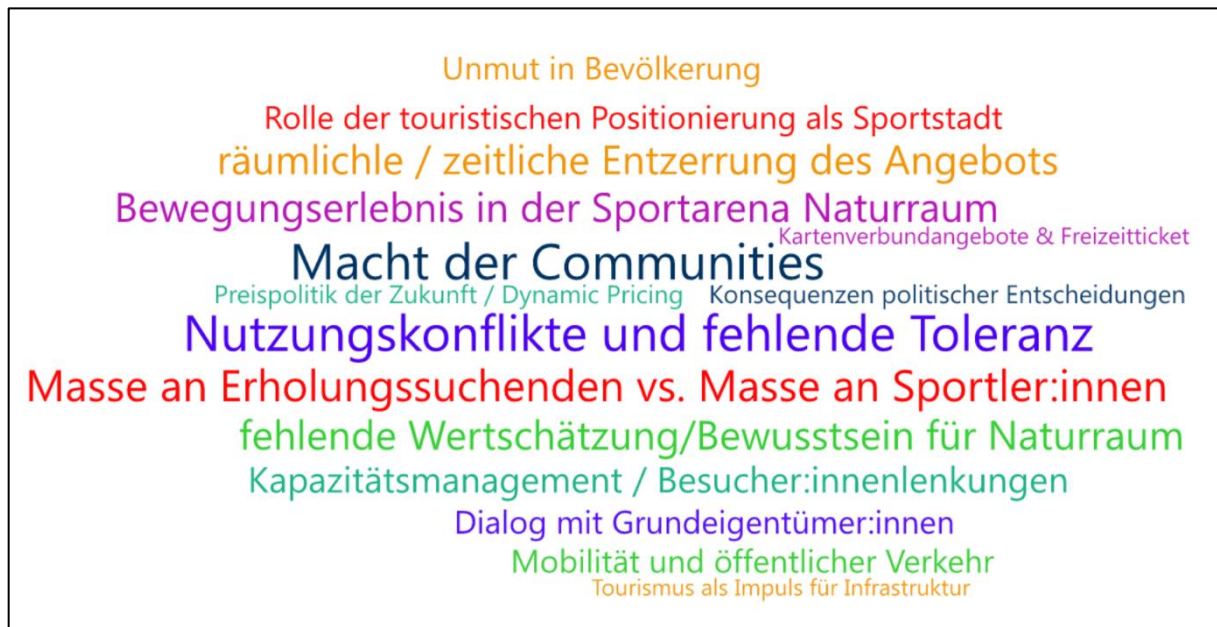 Unmut in Bevölkerung
Rolle der touristischen Positionierung als Sportstadt
räumlichle / zeitliche Entzerrung des Angebots
Bewegungserlebnis in der Sportarena Naturraum
Kartenverbundangebote & Freizeitticket
Macht der Communities
Preispolitik der Zukunft / Dynamic Pricing
Konsequenzen politischer Entscheidungen
Nutzungskonflikte und fehlende Toleranz
Masse an Erholungssuchenden vs. Masse an Sportler:innen
fehlende Wertschätzung/Bewusstsein für Naturraum
Kapazitätsmanagement / Besucher:innenlenkungen
Dialog mit Grundeigentümer:innen
Mobilität und öffentlicher Verkehr
Tourismus als Impuls für Infrastruktur